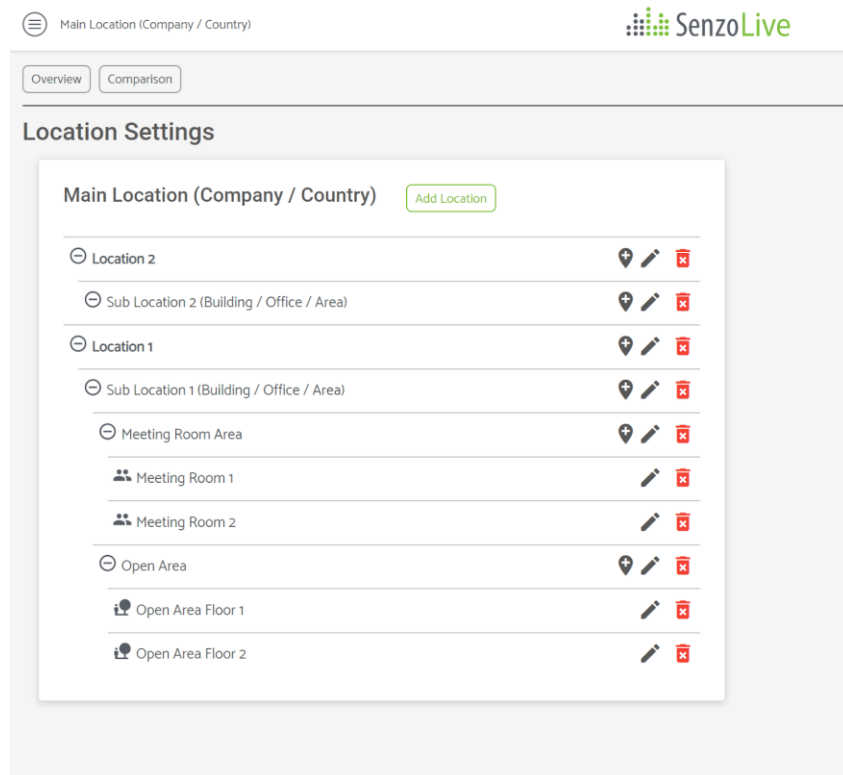 Main Location (Company / Country)
SenzoLive
Overview
Comparison
Location Settings
Main Location (Company / Country)
Add Location
Location 2
Sub Location 2 (Building / Office / Area)
Location 1
Sub Location 1 (Building / Office / Area)
Meeting Room Area
Meeting Room 1
Meeting Room 2
Open Area
Open Area Floor 1
Open Area Floor 2